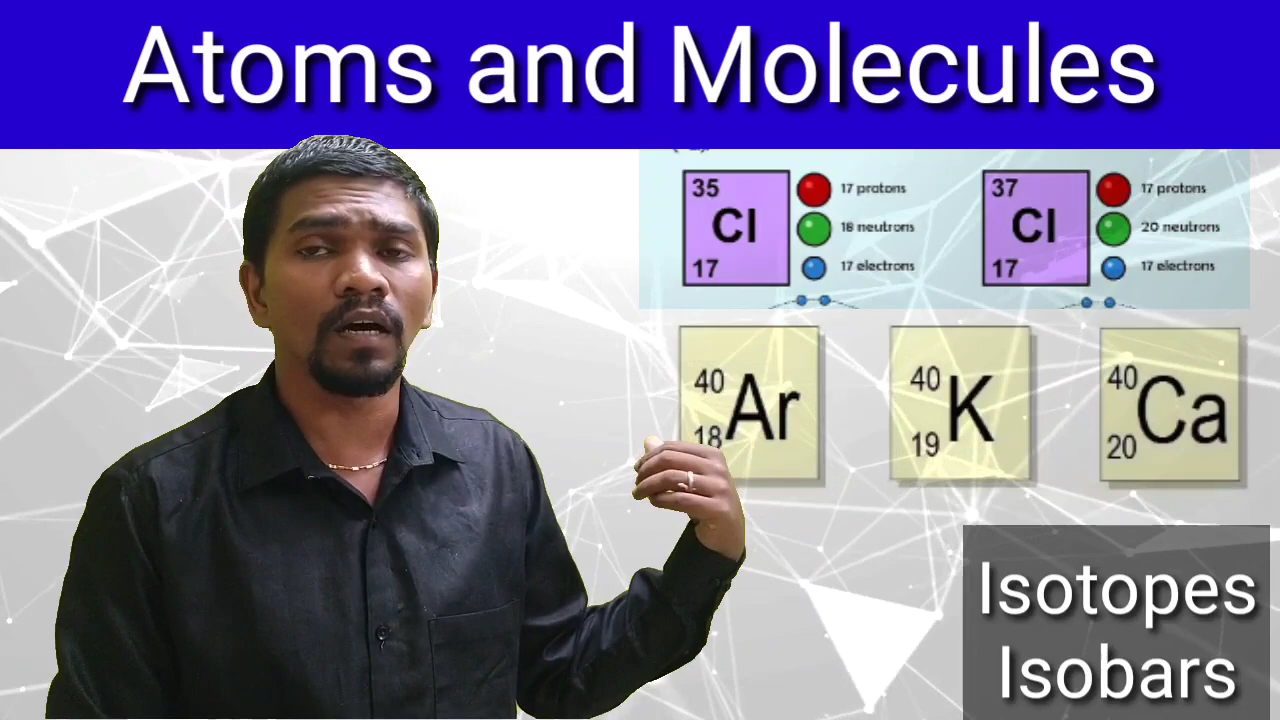 Atoms and Molecules
35
Cl
17
17 protons
18 neutrons
17 electrons
37
Cl
17
17 protons
20 neutrons
17 electrons
40
18
Ar
40
19
K
40
20
Ca
Isotopes
Isobars